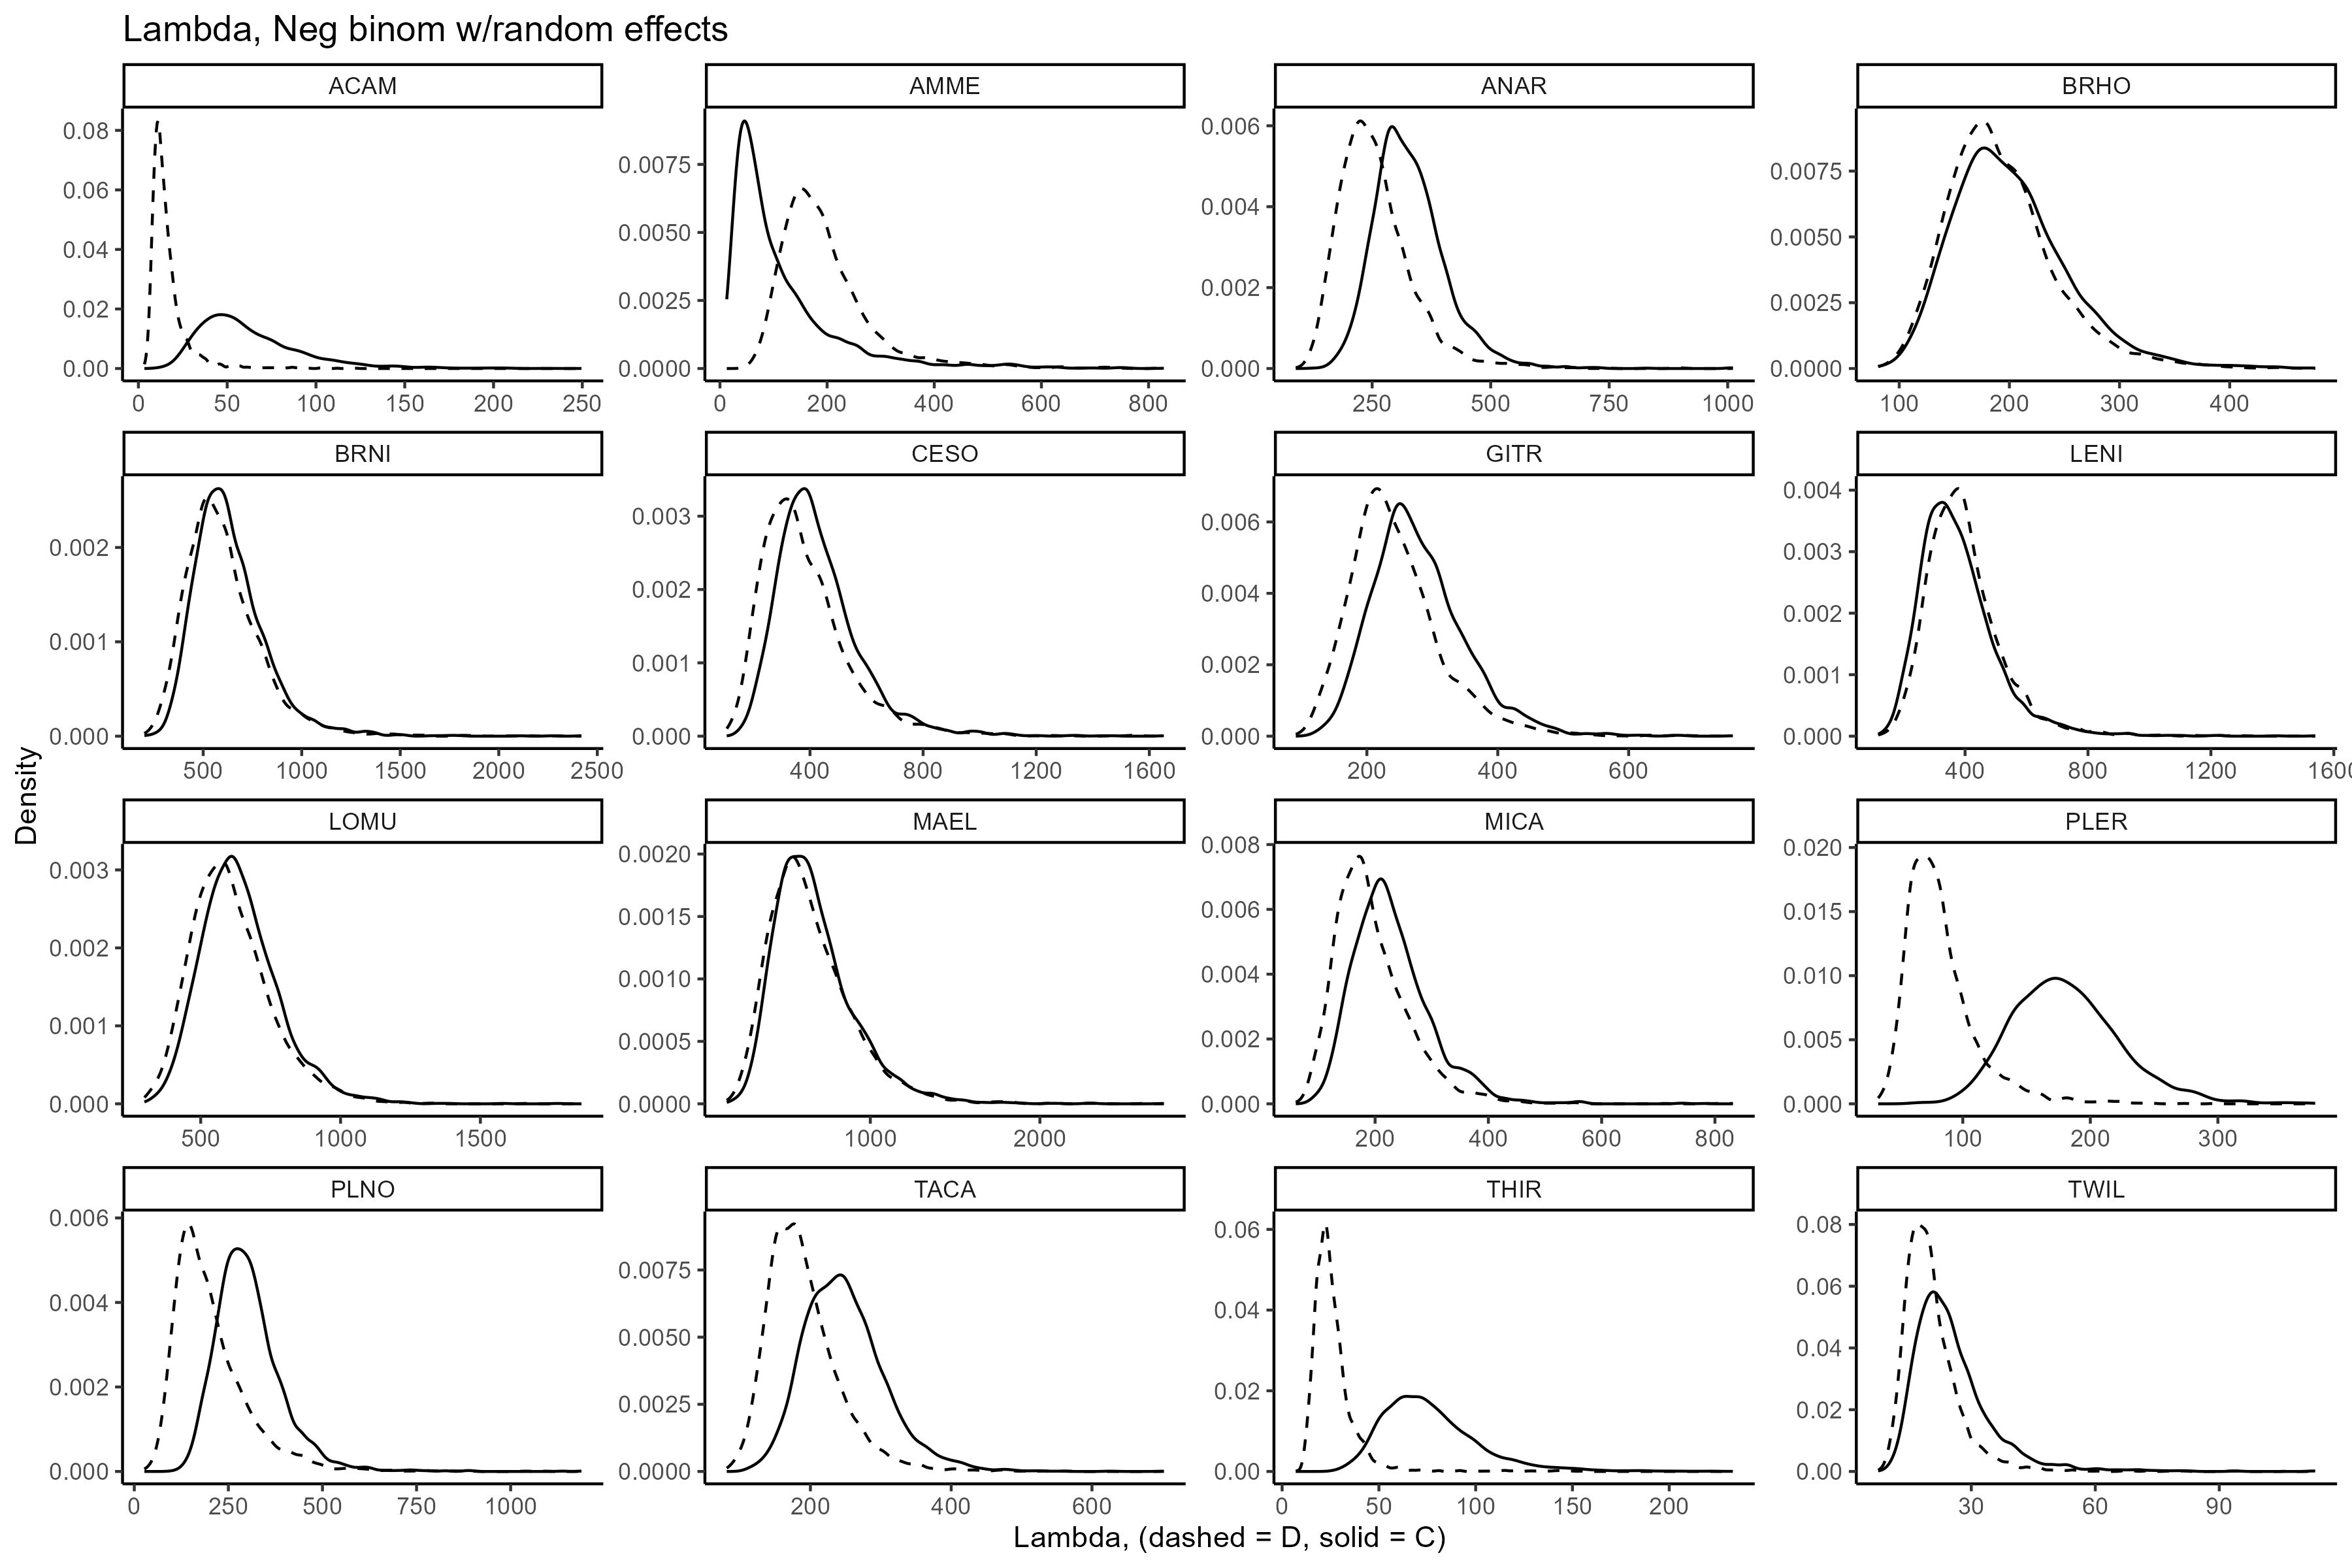 Lambda, Neg binom w/random effects
ACAM AMME ANAR BRHO
0.08 0.06 0.04 0.02 0.00
0 50 100 150 200 250
0.0075 0.0050 0.0025 0.0000
0 200 400 600 800
0.006 0.004 0.002 0.000
250 500 750 1000
0.0075 0.0050 0.0025 0.0000
100 200 300 400
BRNI CESO GITR LENI
0.002 0.001 0.000
500 1000 1500 2000 2500
0.003 0.002 0.001 0.000
400 800 1200 1600
0.006 0.004 0.002 0.000
200 400 600
0.004 0.003 0.002 0.001 0.000
400 800 1200 1600
Density
LOMU MAEL MICA PLER
0.003 0.002 0.001 0.000
500 1000 1500
0.0020 0.0015 0.0010 0.0005 0.0000
1000 2000
0.008 0.006 0.004 0.002 0.000
200 400 600 800
0.020 0.015 0.010 0.005 0.000
100 200 300
PLNO TACA THIR TWIL
0.006 0.004 0.002 0.000
0 250 500 750 1000
0.0075 0.0050 0.0025 0.0000
200 400 600
0.06 0.04 0.02 0.00
0 50 100 150 200
0.08 0.06 0.04 0.02 0.00
30 60 90
Lambda, (dashed = D, solid = C)